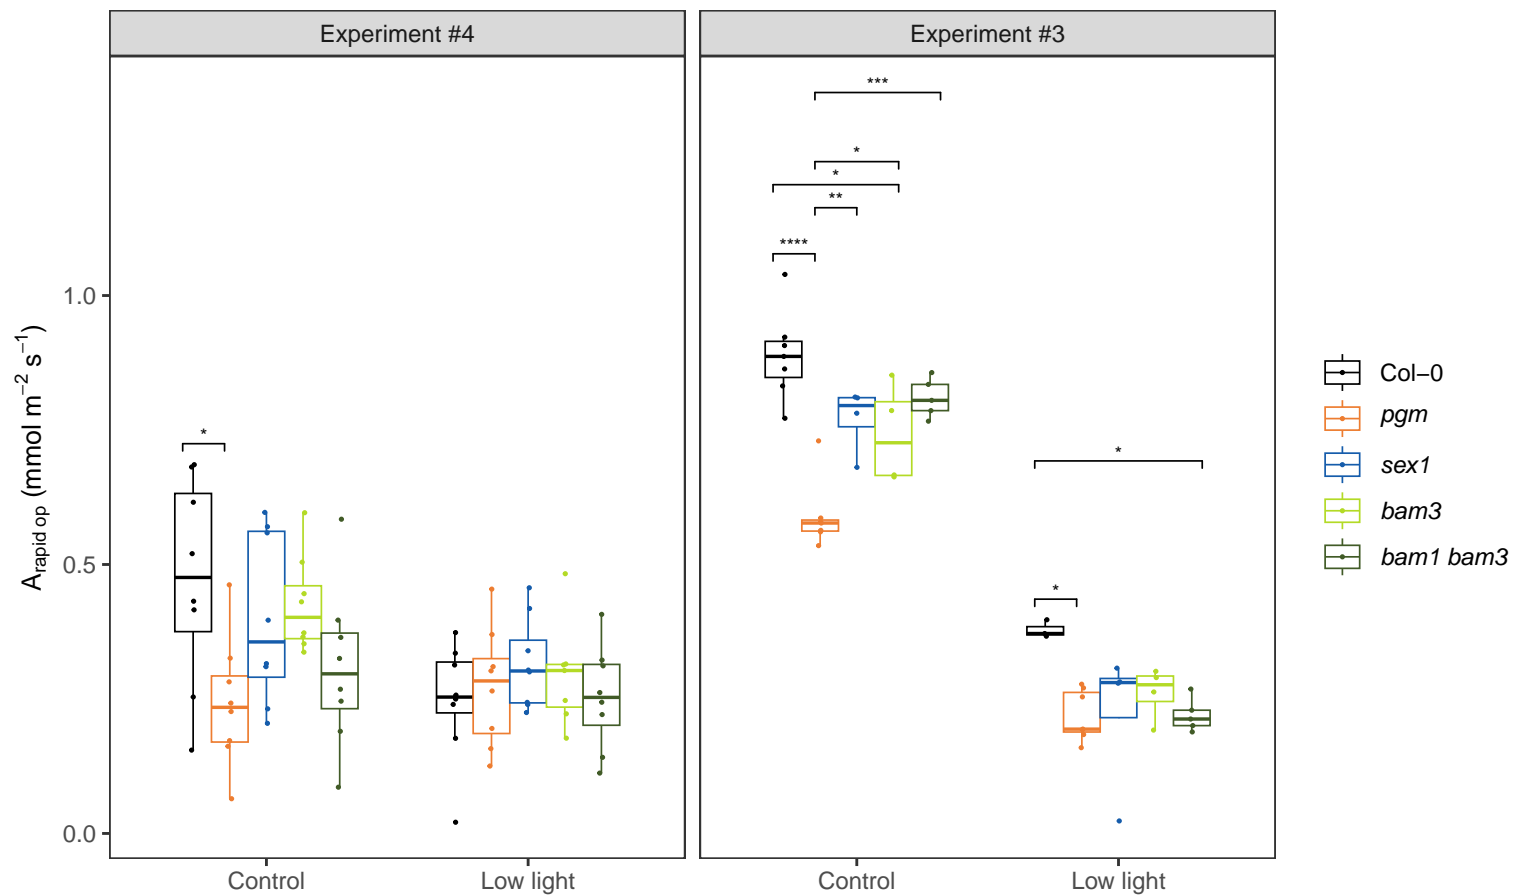 Experiment #4
Experiment #3
***
*
*
**
****
*
*
*
1.0
0.5
0.0
A rapid op (mmol m−2 s−1)
Control
Low light
Control
Low light
Col−0
pgm
sex1
bam3
bam1 bam3